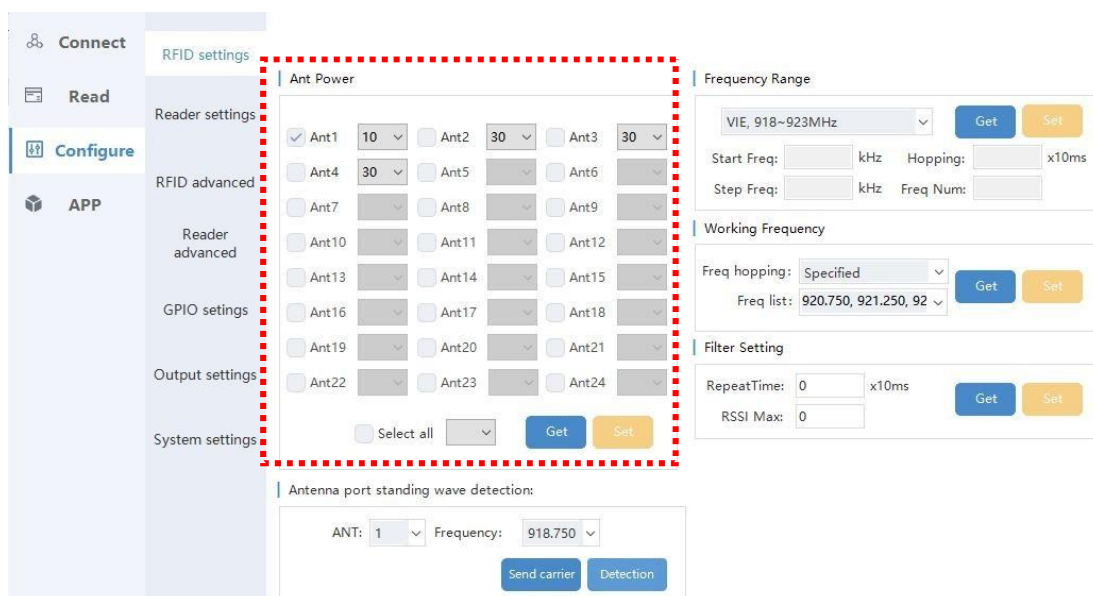 Connect
Read
Configure
APP
RFID settings
Reader settings
RFID advanced
Reader
advanced
GPIO setings
Output settings
System settings
Ant Power
Ant1 10 Ant2 30 Ant3 30
Ant4 30 Ant5 Ant6
Ant7 Ant8 Ant9
Ant10 Ant11 Ant12
Ant13 Ant14 Ant15
Ant16 Ant17 Ant18
Ant19 Ant20 Ant21
Ant22 Ant23 Ant24
Select all Get Set
Antenna port standing wave detection:
ANT: 1 Frequency: 918.750
Send carrier Detection
Frequency Range
VIE, 918~923MHz Get Set
Start Freq: kHz Hopping: x10ms
Step Freq: kHz Freq Num:
Working Frequency
Freq hopping: Specified
Get Set
Freq list: 920.750, 921.250, 92
Filter Setting
RepeatTime: 0 x10ms
Get Set
RSSI Max: 0